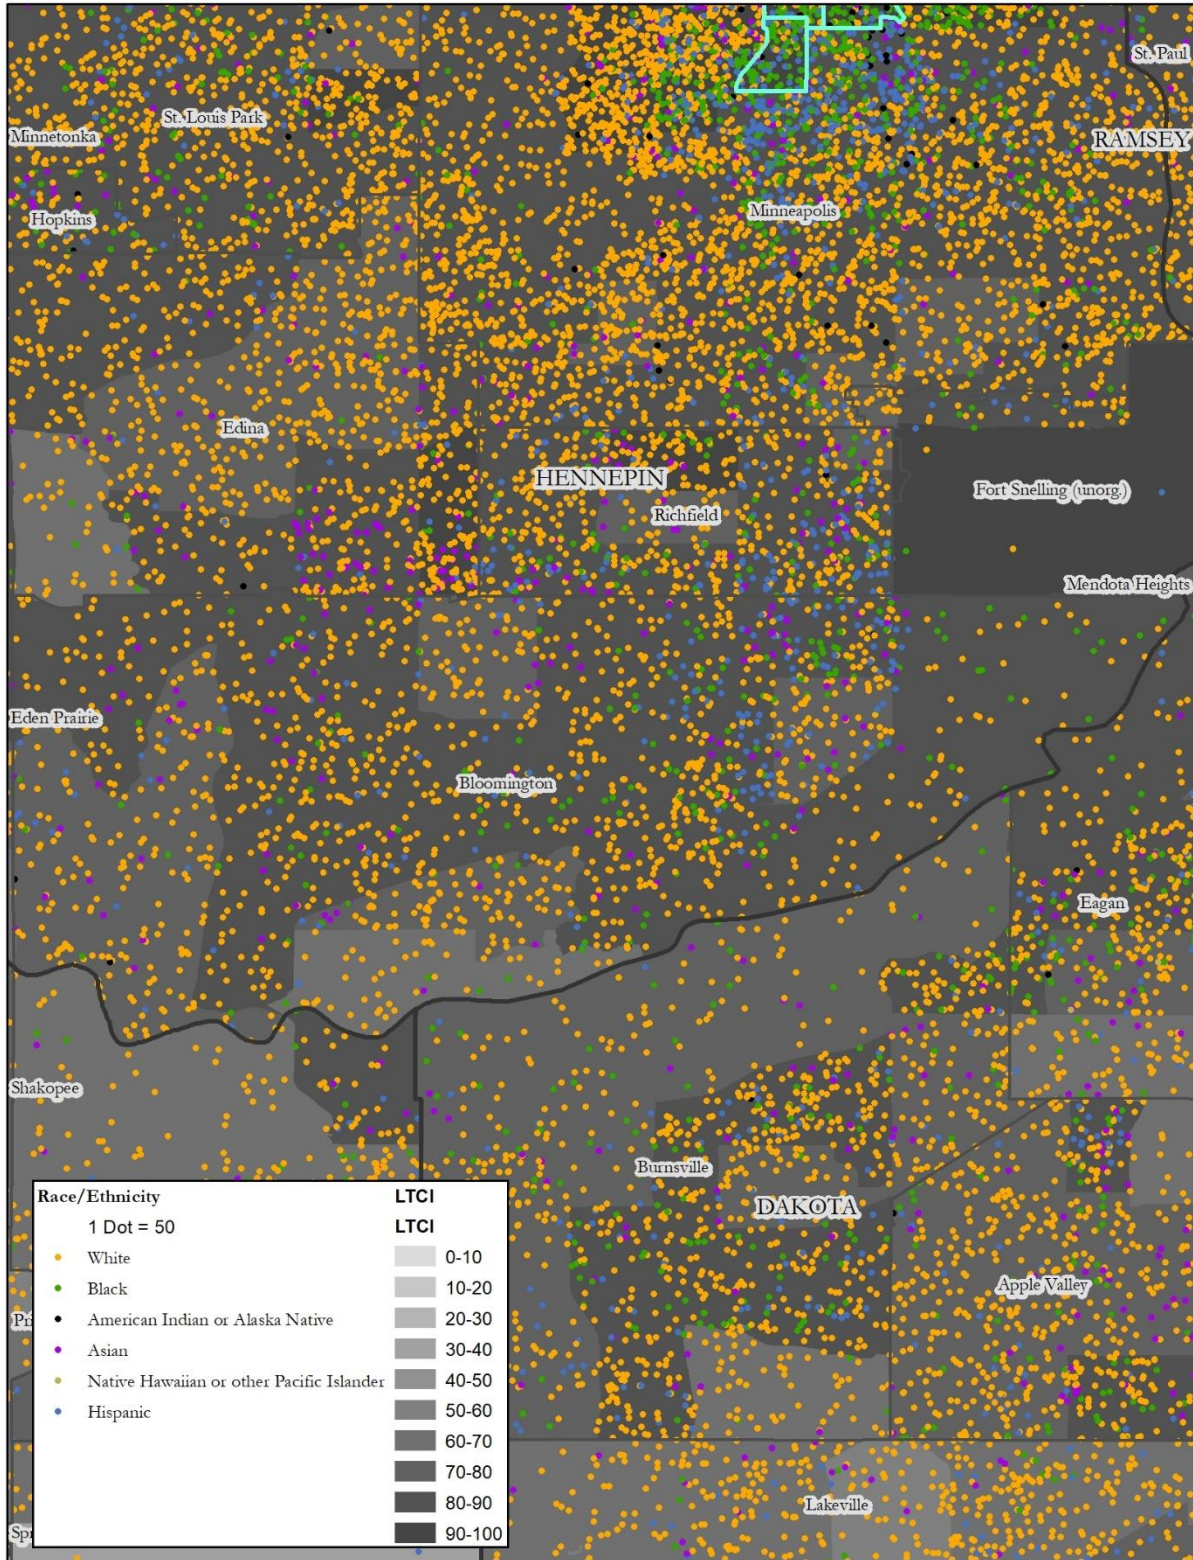 St. Paul
St. Louis Park
Minnetonka
RAMSEY
Hopkins
Minneapolis
Edina
HENNEPIN
Fort Snelling (unorg.)
Richfield
Mendota Heights
Eden Prairie
Bloomington
Eagan
Shakopee
Burnsville
DAKOTA
Apple Valley
Lakeville
Pri
Spr
Race/Ethnicity
1 Dot = 50
White
Black
American Indian or Alaska Native
Asian
Native Hawaiian or other Pacific Islander
Hispanic
LTCI
LTCI
0-10
10-20
20-30
30-40
40-50
50-60
60-70
70-80
80-90
90-100